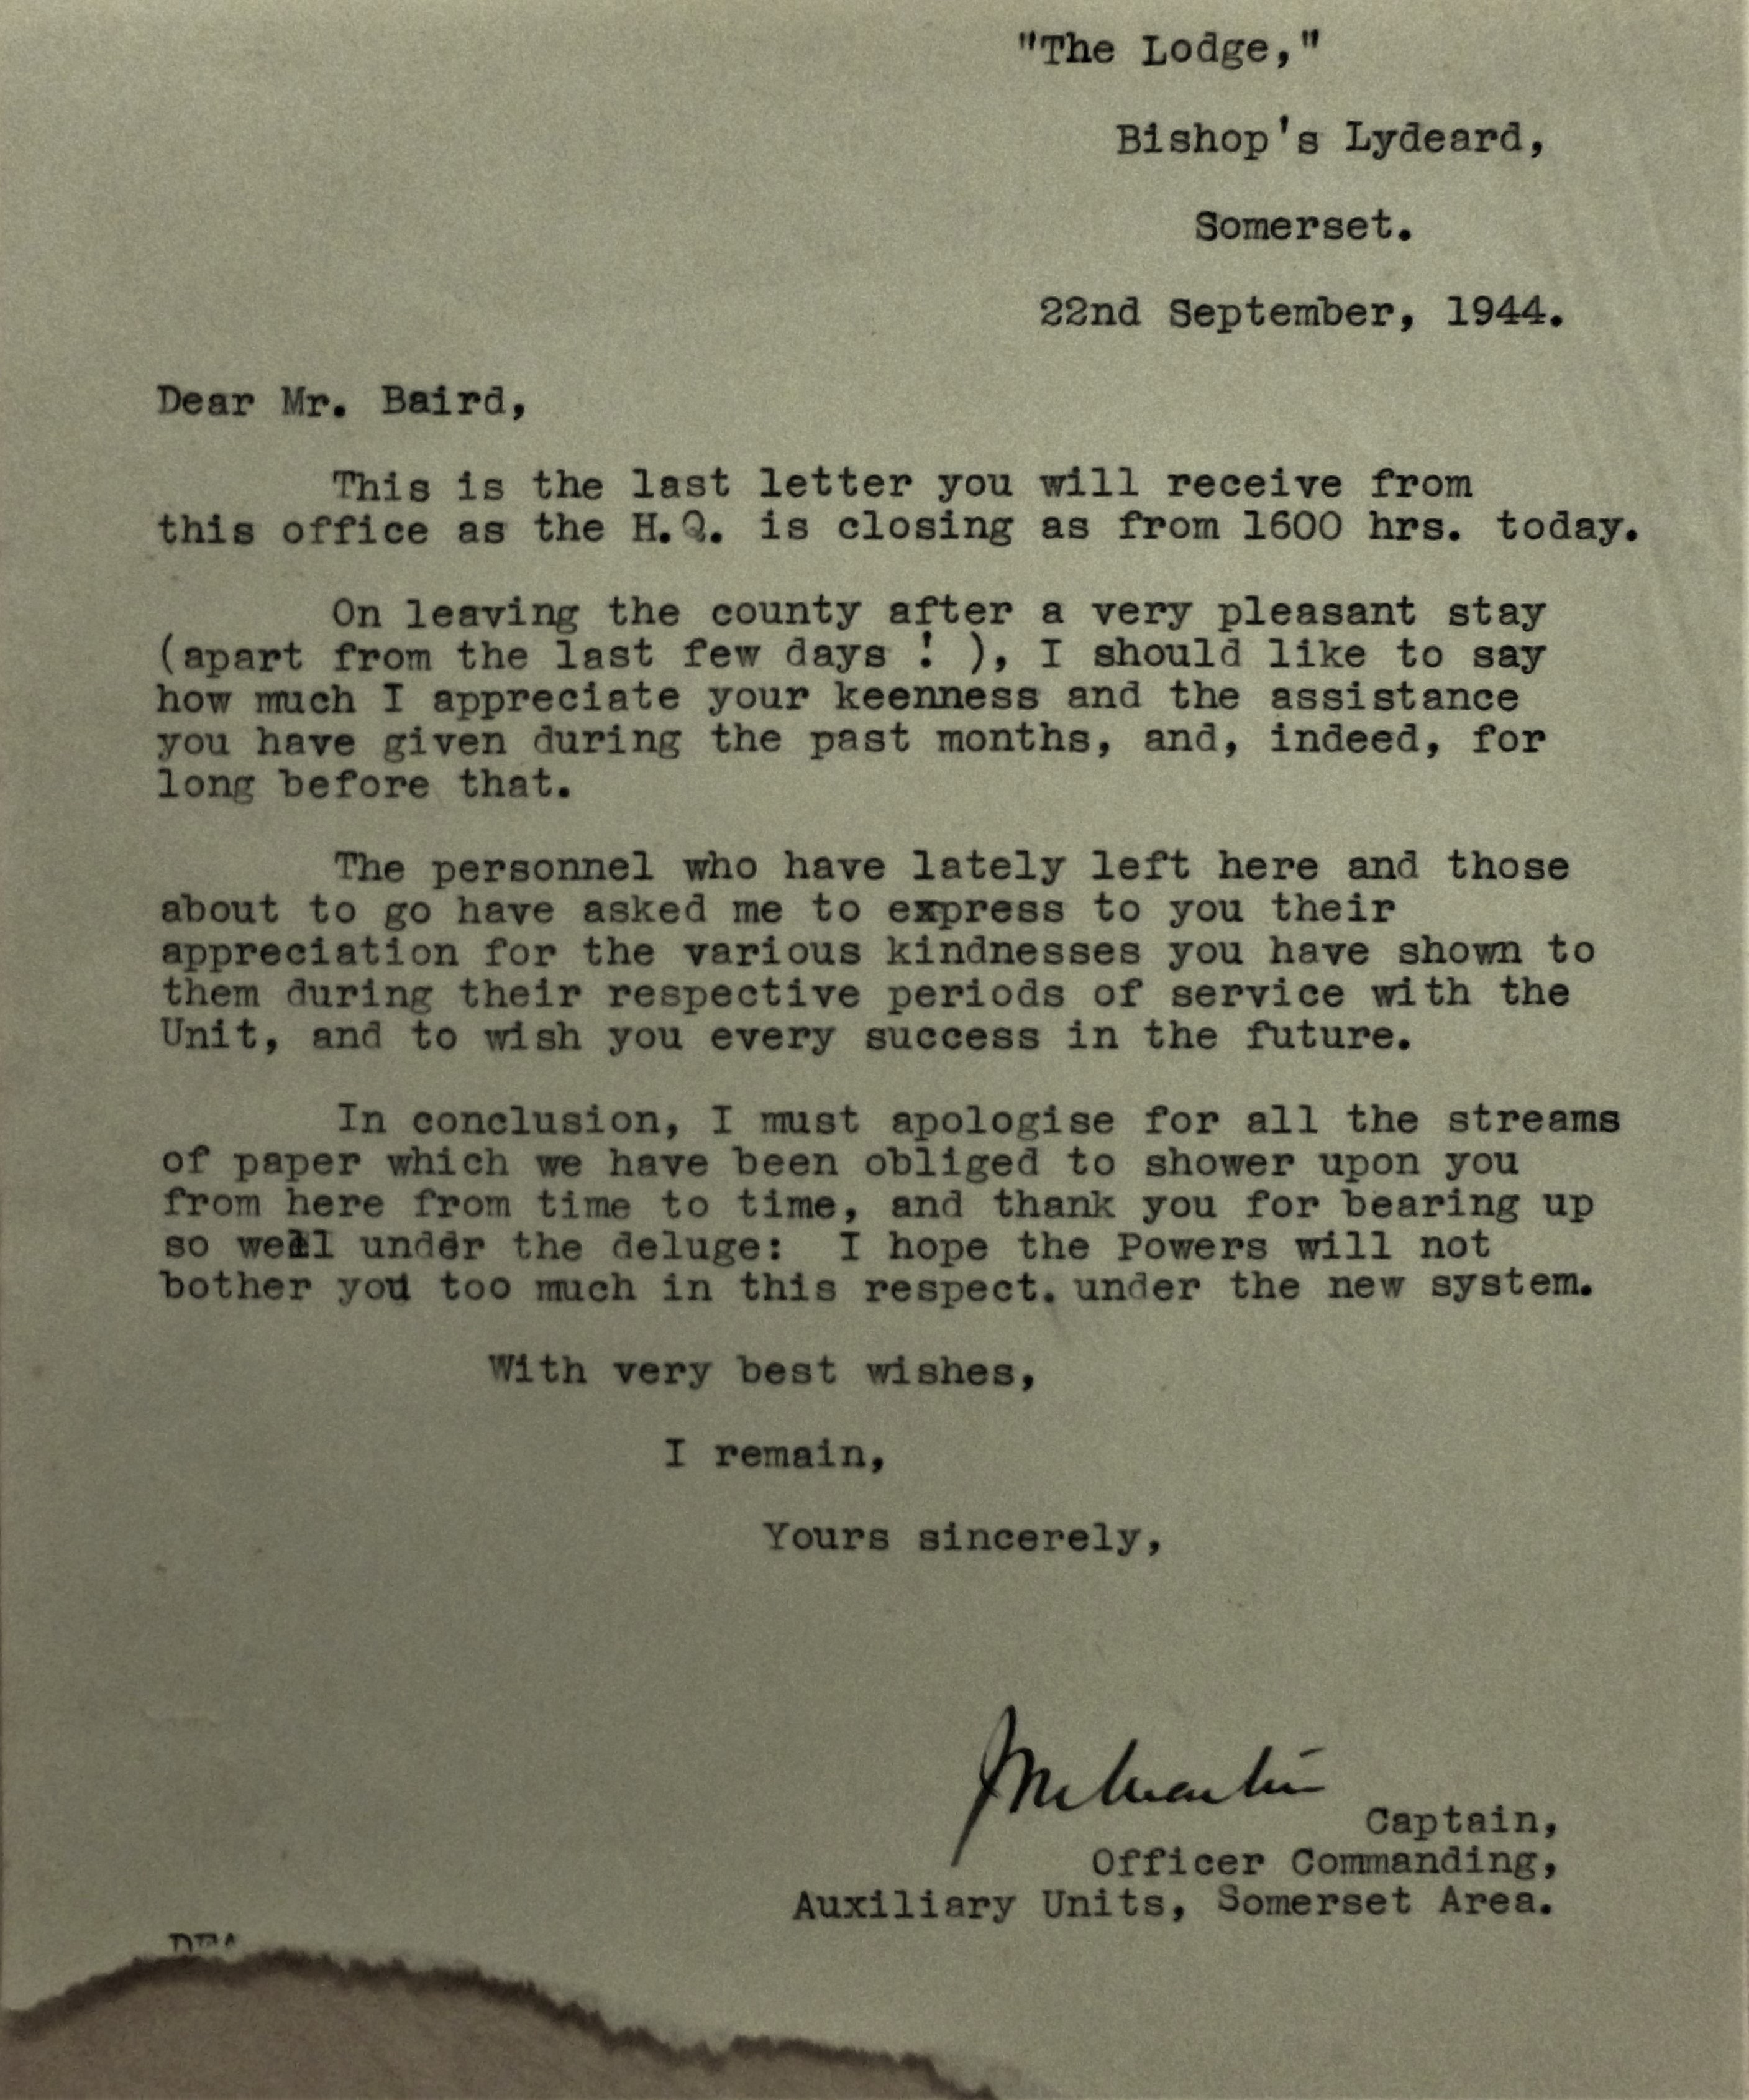 "The Lodge,"
Bishop's Lydeard,
Somerset.
22nd September, 1944.
Dear Mr. Baird,
This is the last letter you will receive from
this office as the H.Q. is closing as from 1600 hrs. today.
On leaving the county after a very pleasant stay
(apart from the last few days ! ), I should like to say
how much I appreciate your keenness and the assistance
you have given during the past months, and, indeed, for
long before that.
The personnel who have lately left here and those
about to go have asked me to express to you their
appreciation for the various kindnesses you have shown to
them during their respective periods of service with the
Unit, and to wish you every success in the future.
In conclusion, I must apologise for all the streams
of paper which we have been obliged to shower upon you
from here from time to time, and thank you for bearing up
so well under the deluge: I hope the Powers will not
bother you too much in this respect. under the new system.
With very best wishes,
I remain,
Yours sincerely,
Captain,
Officer Commanding,
Auxiliary Units, Somerset Area.